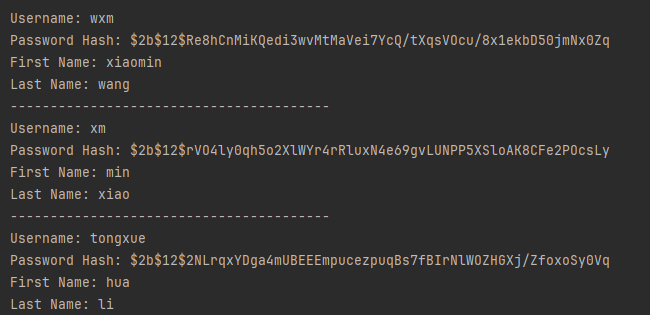 Username: wxm
Password Hash: $2b$12$Re8hCnMiKQedi3wvMtMaVei7YcQ/tXqsVOcu/8x1ekbD50jmNx0Zq
First Name: xiaomin
Last Name: wang
----------------------------------------
Username: xm
Password Hash: $2b$12$rVO4ly0qh5o2XlWYr4rRluxN4e69gvLUNPP5XSloAK8CFe2POcsLy
First Name: min
Last Name: xiao
----------------------------------------
Username: tongxue
Password Hash: $2b$12$2NLrqxYDga4mUBEEEmpucezpuqBs7fBIrNlWOZHGXj/ZfoxoSy0Vq
First Name: hua
Last Name: li